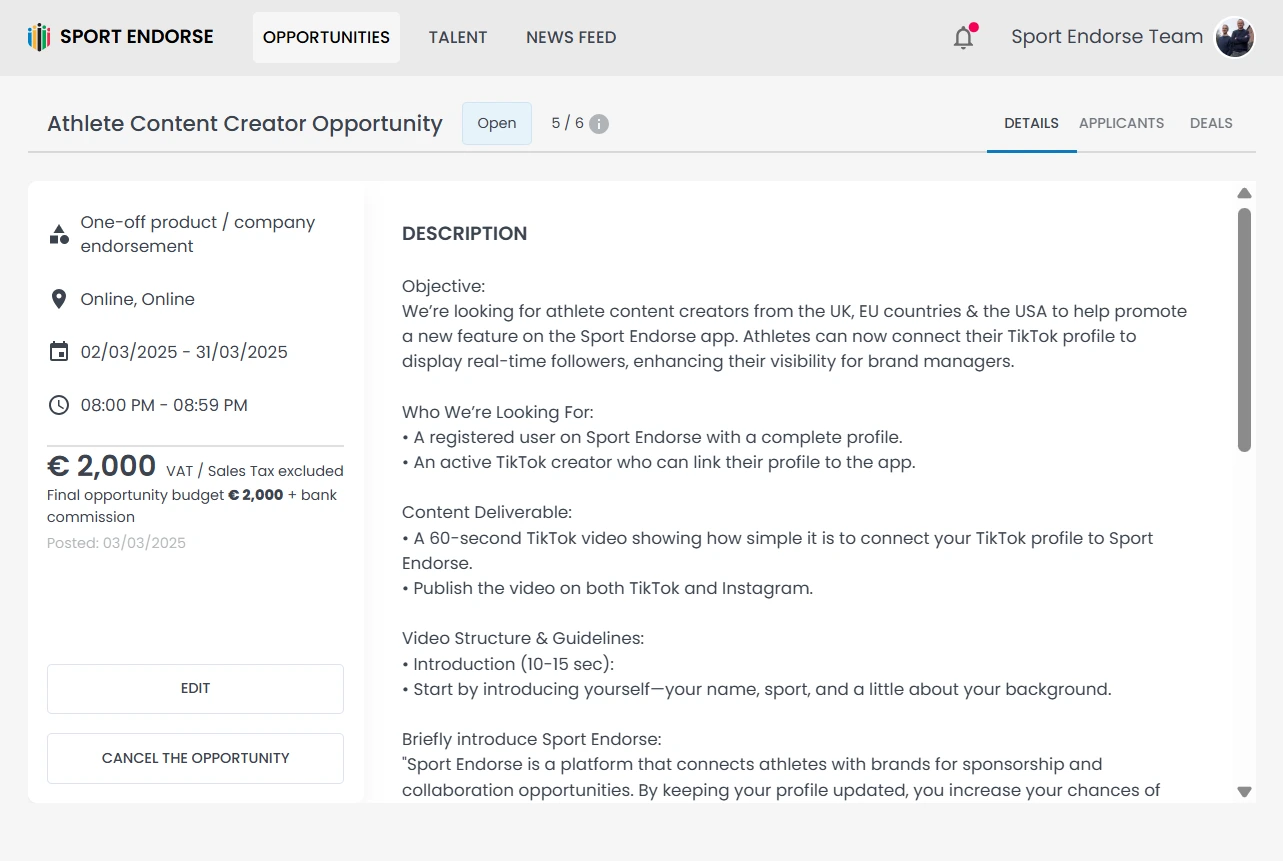 SPORT ENDORSE
OPPORTUNITIES
TALENT
NEWS FEED
Sport Endorse Team
Athlete Content Creator Opportunity
Open
5 / 6
i
DETAILS
APPLICANTS
DEALS
One-off product / company
endorsement
Online, Online
02/03/2025 - 31/03/2025
08:00 PM - 08:59 PM
€ 2,000 VAT / Sales Tax excluded
Final opportunity budget € 2,000 + bank
commission
Posted: 03/03/2025
EDIT
CANCEL THE OPPORTUNITY
DESCRIPTION
Objective:
We’re looking for athlete content creators from the UK, EU countries & the USA to help promote
a new feature on the Sport Endorse app. Athletes can now connect their TikTok profile to
display real-time followers, enhancing their visibility for brand managers.
Who We’re Looking For:
• A registered user on Sport Endorse with a complete profile.
• An active TikTok creator who can link their profile to the app.
Content Deliverable:
• A 60-second TikTok video showing how simple it is to connect your TikTok profile to Sport
Endorse.
• Publish the video on both TikTok and Instagram.
Video Structure & Guidelines:
• Introduction (10-15 sec):
• Start by introducing yourself—your name, sport, and a little about your background.
Briefly introduce Sport Endorse:
"Sport Endorse is a platform that connects athletes with brands for sponsorship and
collaboration opportunities. By keeping your profile updated, you increase your chances of